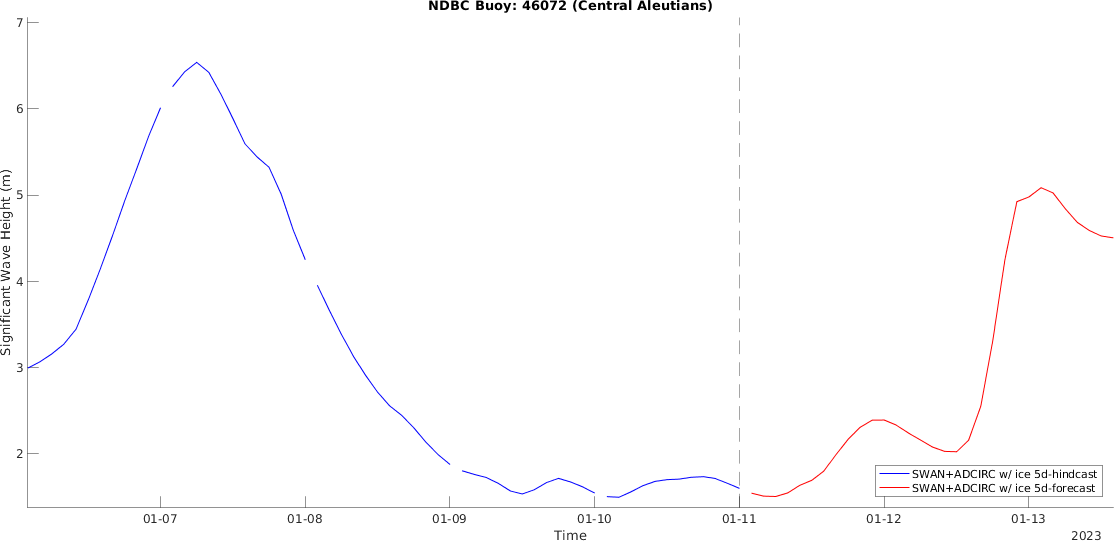 NDBC Buoy: 46072 (Central Aleutians)
7
6
5
4
3
2
Significant Wave Height (m)
SWAN+ADCIRC w/ ice 5d-hindcast
SWAN+ADCIRC w/ ice 5d-forecast
01-07 01-08 01-09 01-10 01-11 01-12 01-13
Time
2023